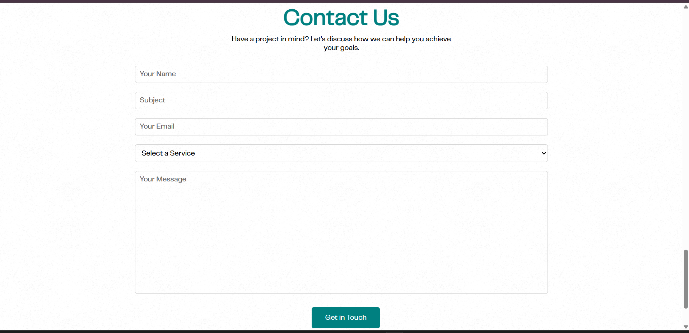 Contact Us
Have a project in mind? Let's discuss how we can help you achieve
your goals.
Your Name
Subject
Your Email
Select a Service
Your Message
Get in Touch